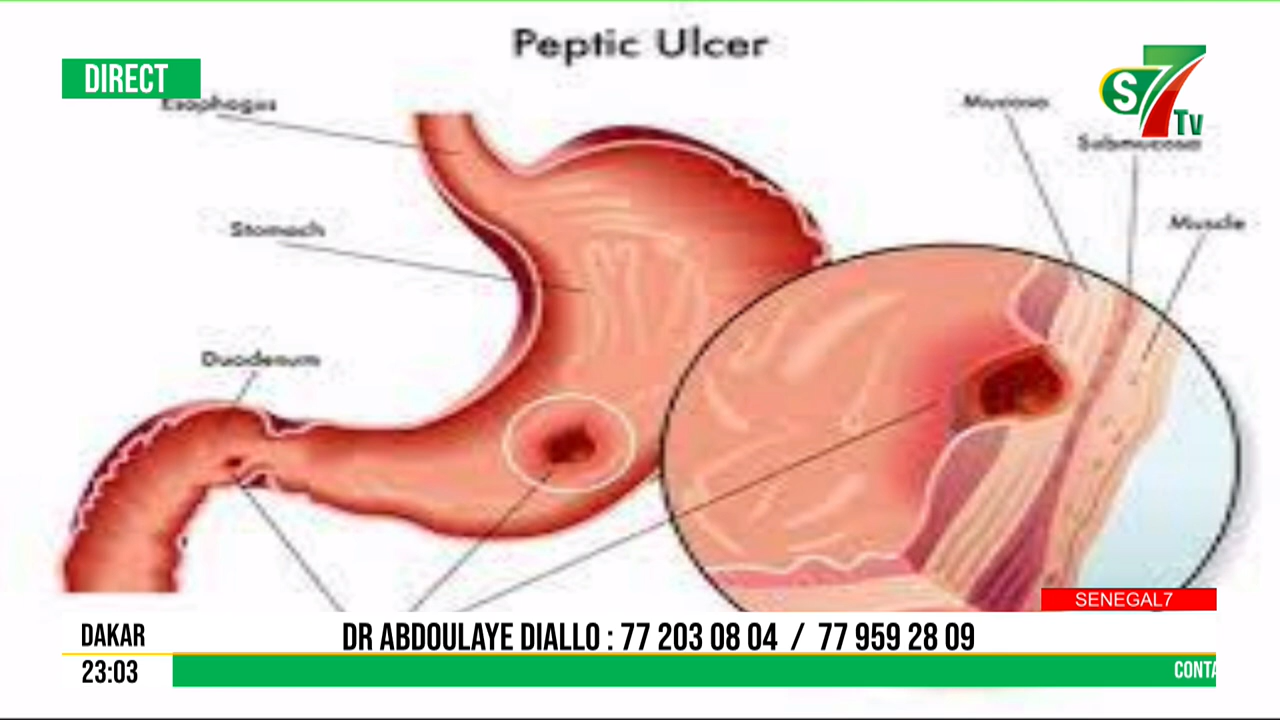 Peptic Ulcer
DIRECT
S7 Tv
Esophagus
Mucosa
Submucosa
Stomach
Muscle
Duodenum
SENEGAL7
DAKAR
DR ABDOULAYE DIALLO : 77 203 08 04 / 77 959 28 09
23:03
CONTA